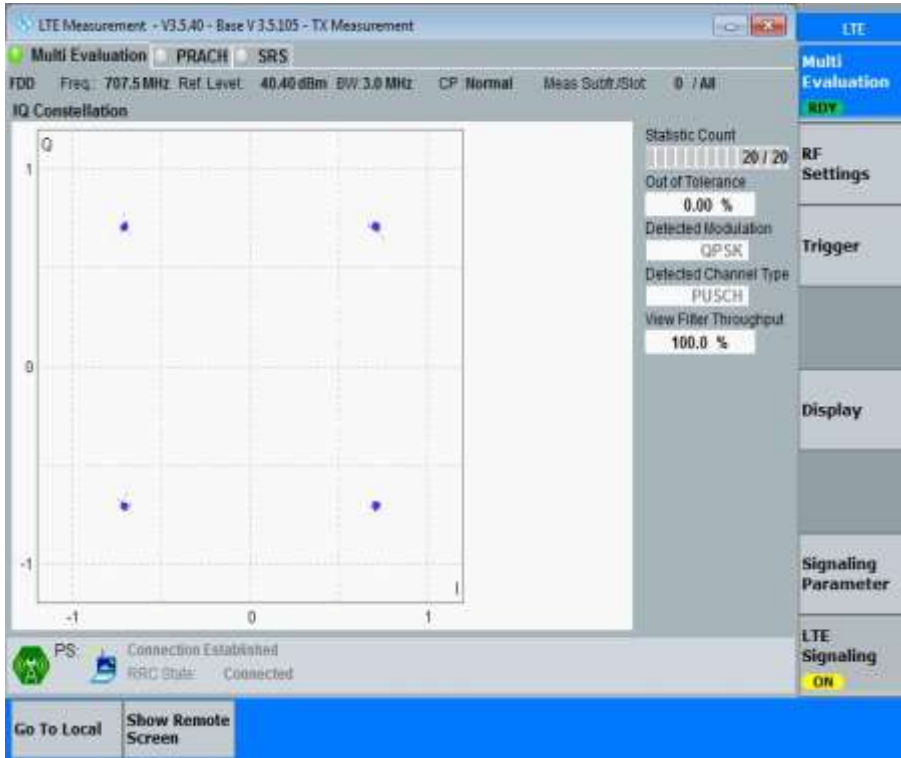 LTE Measurement - V3.5.40 - Base V 3.5.105 - TX Measurement
Multi Evaluation PRACH SRS
FDD Freq.: 707.5 MHz Ref. Level: 40.40 dBm BW: 3.0 MHz CP: Normal Meas Subfr./Slot: 0 / All
IQ Constellation
Q
1
0
-1
I
-1 0 1
Statistic Count
20 / 20
Out of Tolerance
0.00 %
Detected Modulation
QPSK
Detected Channel Type
PUSCH
View Filter Throughput
100.0 %
PS: Connection Established
RRC State: Connected
LTE
Multi
Evaluation
RDY
RF
Settings
Trigger
Display
Signaling
Parameter
LTE
Signaling
ON
Go To Local
Show Remote
Screen